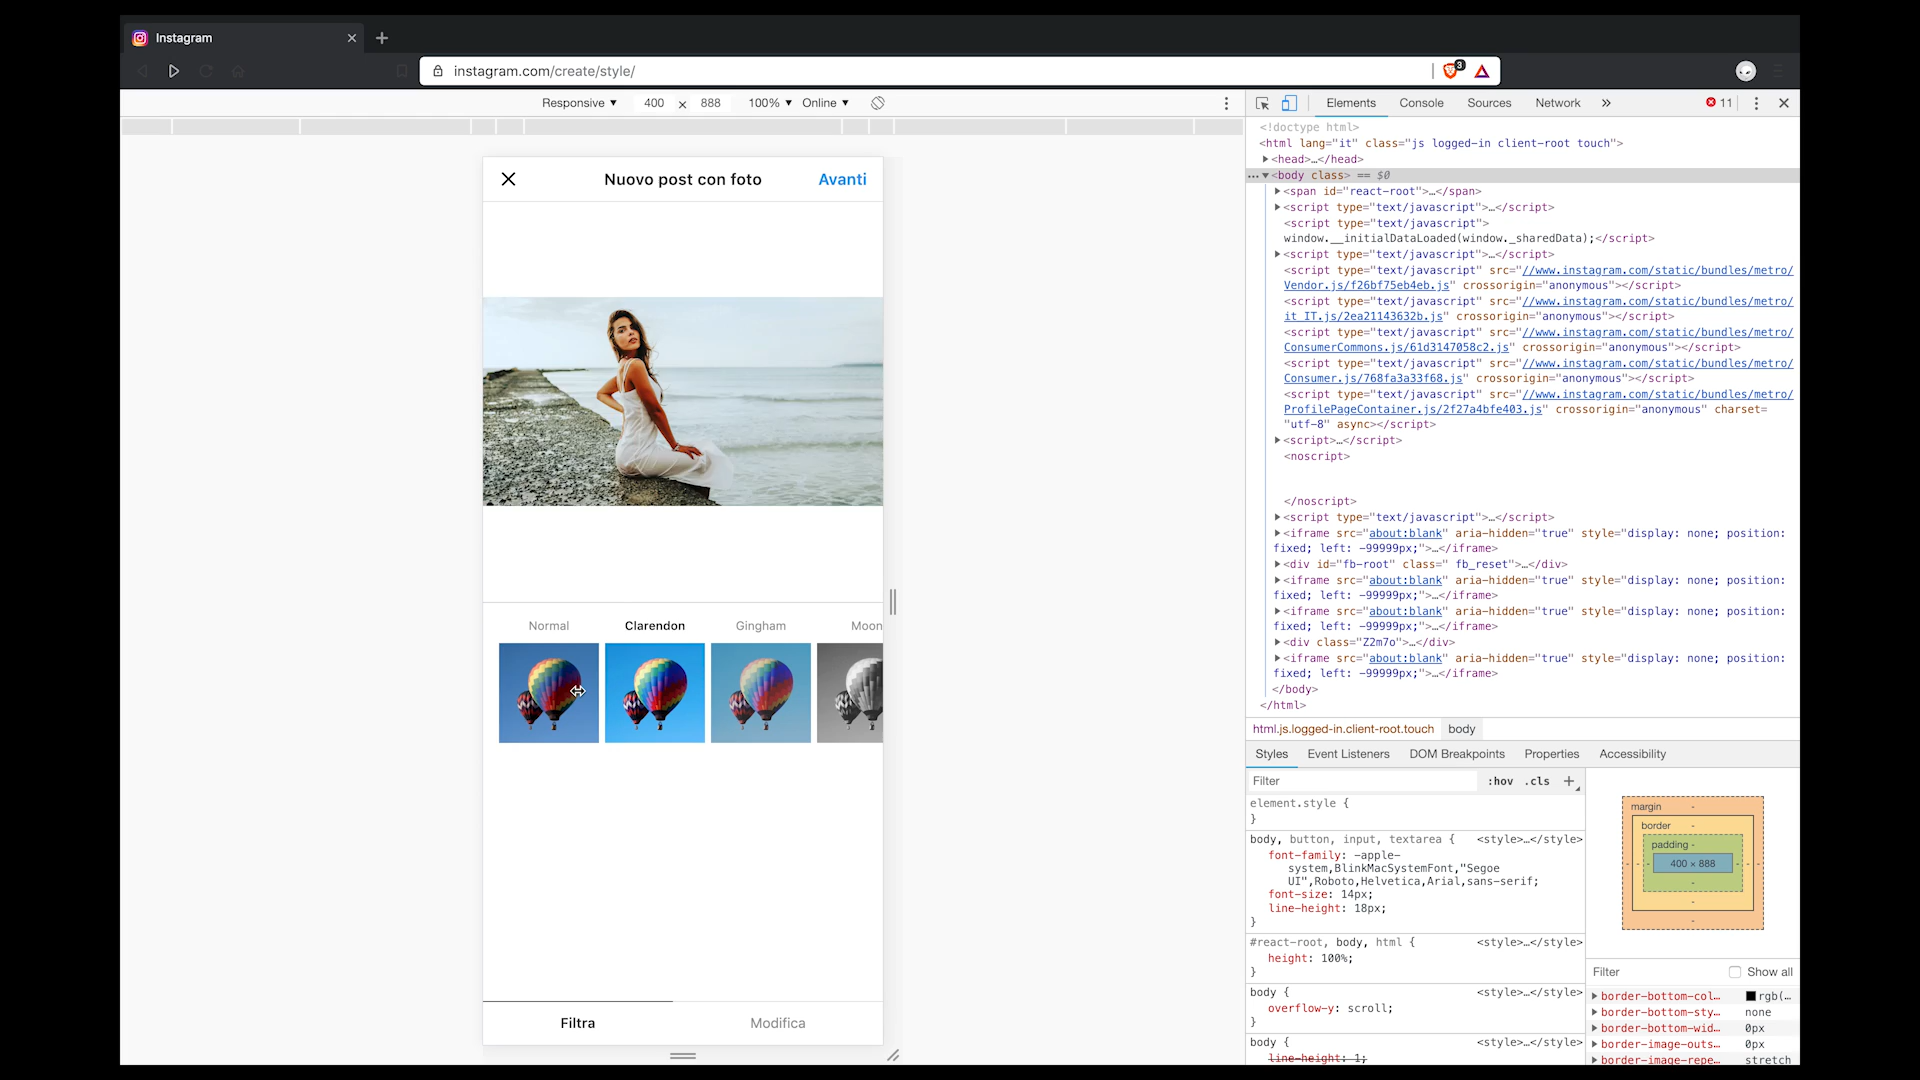 Instagram
instagram.com/create/style/
3
Responsive 400 × 888 100% Online
Elements Console Sources Network » 11
Nuovo post con foto Avanti
Normal Clarendon Gingham Moon
Filtra Modifica
<!doctype html>
<html lang="it" class="js logged-in client-root touch">
<head>…</head>
…<body class> == $0
<span id="react-root">…</span>
<script type="text/javascript">…</script>
<script type="text/javascript">
window.__initialDataLoaded(window._sharedData);</script>
<script type="text/javascript">…</script>
<script type="text/javascript" src="//www.instagram.com/static/bundles/metro/
Vendor.js/f26bf75eb4eb.js" crossorigin="anonymous"></script>
<script type="text/javascript" src="//www.instagram.com/static/bundles/metro/
it_IT.js/2ea21143632b.js" crossorigin="anonymous"></script>
<script type="text/javascript" src="//www.instagram.com/static/bundles/metro/
ConsumerCommons.js/61d3147058c2.js" crossorigin="anonymous"></script>
<script type="text/javascript" src="//www.instagram.com/static/bundles/metro/
Consumer.js/768fa3a33f68.js" crossorigin="anonymous"></script>
<script type="text/javascript" src="//www.instagram.com/static/bundles/metro/
ProfilePageContainer.js/2f27a4bfe403.js" crossorigin="anonymous" charset=
"utf-8" async></script>
<script>…</script>
<noscript>
</noscript>
<script type="text/javascript">…</script>
<iframe src="about:blank" aria-hidden="true" style="display: none; position:
fixed; left: -99999px;">…</iframe>
<div id="fb-root" class=" fb_reset">…</div>
<iframe src="about:blank" aria-hidden="true" style="display: none; position:
fixed; left: -99999px;">…</iframe>
<iframe src="about:blank" aria-hidden="true" style="display: none; position:
fixed; left: -99999px;">…</iframe>
<div class="Z2m7o">…</div>
<iframe src="about:blank" aria-hidden="true" style="display: none; position:
fixed; left: -99999px;">…</iframe>
</body>
</html>
html.js.logged-in.client-root.touch body
Styles Event Listeners DOM Breakpoints Properties Accessibility
Filter :hov .cls +
element.style {
}
body, button, input, textarea { <style>…</style>
font-family: -apple-
system,BlinkMacSystemFont,"Segoe
UI",Roboto,Helvetica,Arial,sans-serif;
font-size: 14px;
line-height: 18px;
}
#react-root, body, html { <style>…</style>
height: 100%;
}
body { <style>…</style>
overflow-y: scroll;
}
body { <style>…</style>
line-height: 1;
margin -
border -
padding -
400 × 888
Filter Show all
border-bottom-col… rgb(…
border-bottom-sty… none
border-bottom-wid… 0px
border-image-outs… 0px
border-image-repe… stretch